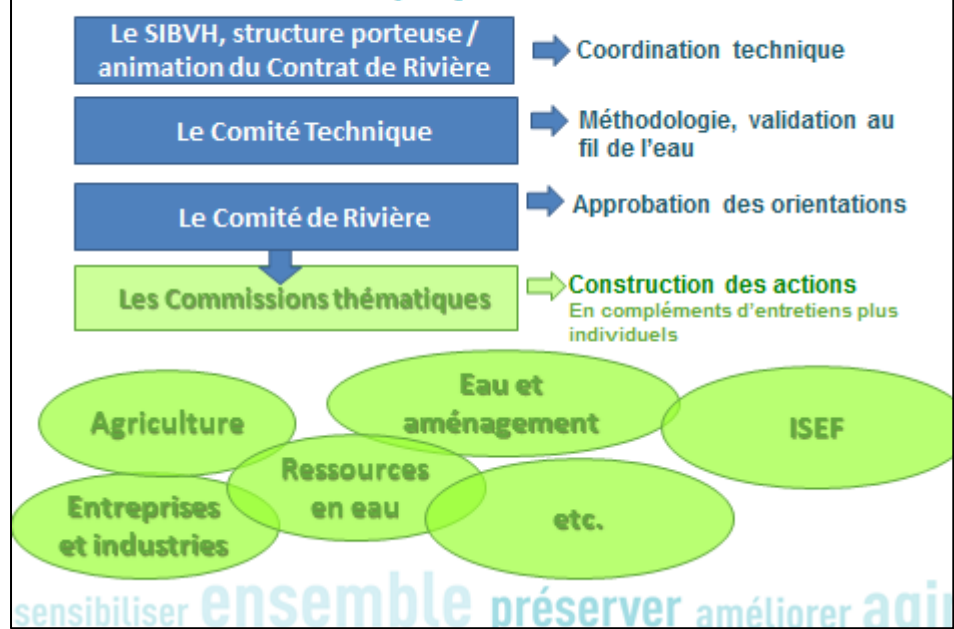 Le SIBVH, structure porteuse /
animation du Contrat de Rivière
Coordination technique
Le Comité Technique
Méthodologie, validation au
fil de l'eau
Le Comité de Rivière
Approbation des orientations
Les Commissions thématiques
Construction des actions
En compléments d'entretiens plus
individuels
Agriculture
Eau et
aménagement
ISEF
Ressources
en eau
Entreprises
et industries
etc.
sensibiliser ensemble préserver améliorer agir